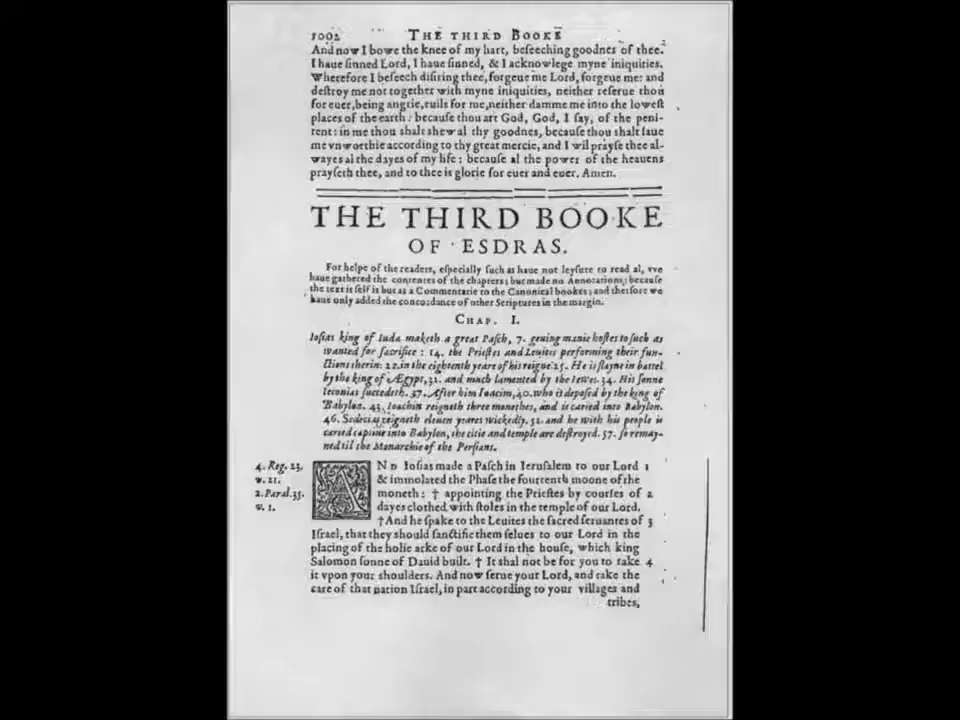 1002 THE THIRD BOOKE
And now I bowe the knee of my hart, beſeeching goodnes of thee.
I haue ſinned Lord, I haue ſinned, & I acknowlege myne iniquities.
Wherefore I beſeech deſiring thee, forgeue me Lord, forgeue me: and
deſtroy me not together with myne iniquities, neither reſerue thou
for euer, being angrie, euils for me, neither damme me into the loweſt
places of the earth: becauſe thou art God, God, I ſay, of the peni-
tent: in me thou ſhalt ſhew al thy goodnes, becauſe thou ſhalt ſaue
me vnworthie according to thy great mercie, and I wil prayſe thee al-
wayes al the dayes of my life: becauſe al the power of the heauens
prayſeth thee, and to thee is glorie for euer and euer. Amen.
THE THIRD BOOKE
OF ESDRAS.
For helpe of the readers, eſpecially ſuch as haue not leyſure to read al, vve
haue gathered the contentes of the chapters; but made no Annotations; becauſe
the text it ſelf is but as a Commentarie to the Canonical bookes; and therfore we
haue only added the concordance of other Scriptures in the margin.
CHAP. I.
Ioſias king of Iuda maketh a great Paſch, 7. geuing manie hoſtes to ſuch as
wanted for ſacrifice: 14. the Prieſtes and Leuites performing their fun-
ctions therin: 22. in the eighteenth yeare of his reigne. 25. He is ſlayne in battel
by the king of Ægypt, 31. and much lamented by the Iewes. 34. His ſonne
Ieconias ſuccedeth. 37. After him Ioacim, 40. who is depoſed by the king of
Babylon. 43. Ioachin reigneth three monethes, and is caried into Babylon.
46. Sedecias reigneth eleuen yeares wickedly. 52. and he with his people is
caried captiue into Babylon, the citie and temple are deſtroyed. 57. ſo remay-
ned til the Monarchie of the Perſians.
4. Reg. 23.
v. 21.
2. Paral. 35.
v. 1.
AND Ioſias made a Paſch in Ieruſalem to our Lord 1
& immolated the Phaſe the fourtenth moone of the
moneth: † appointing the Prieſtes by courſes of 2
dayes clothed with ſtoles in the temple of our Lord.
† And he ſpake to the Leuites the ſacred ſeruantes of 3
Iſrael, that they ſhould ſanctifie them ſelues to our Lord in the
placing of the holie arke of our Lord in the houſe, which king
Salomon ſonne of Dauid built. † It ſhal not be for you to take 4
it vpon your ſhoulders. And now ſerue your Lord, and take the
care of that nation Iſrael, in part according to your villages and
tribes,